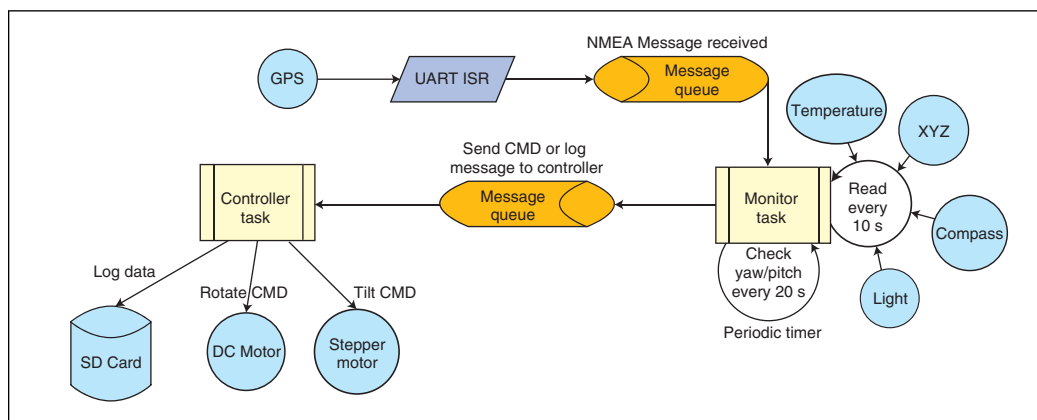 NMEA Message received
GPS
UART ISR
Message
queue
Temperature
XYZ
Send CMD or log
message to controller
Controller
task
Message
queue
Monitor
task
Read
every
10 s
Compass
Check
yaw/pitch
every 20 s
Light
Periodic timer
Log data
Rotate CMD
Tilt CMD
SD Card
DC Motor
Stepper
motor